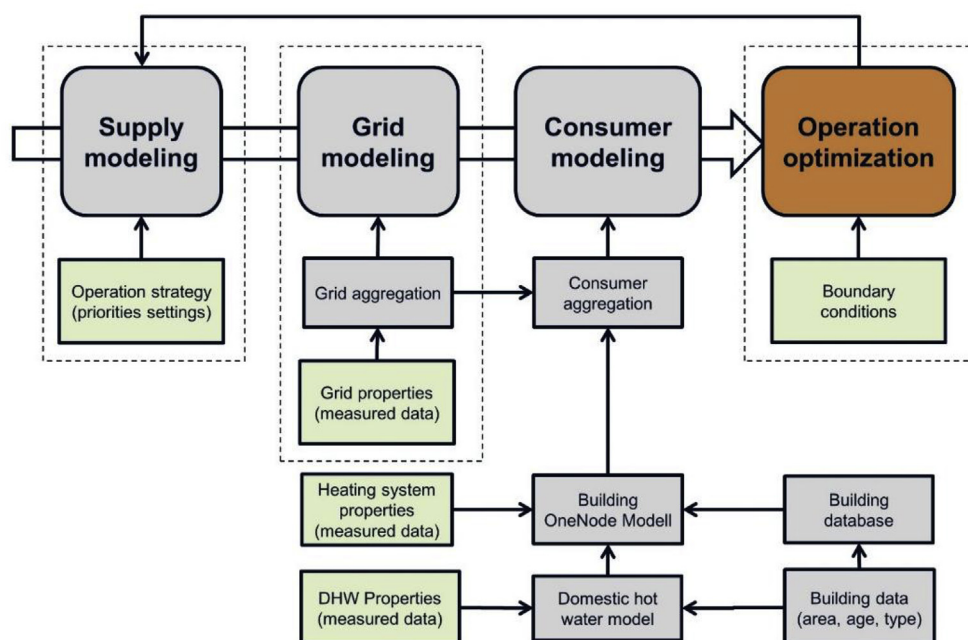 Supply
modeling
Grid
modeling
Consumer
modeling
Operation
optimization
Operation strategy
(priorities settings)
Grid aggregation
Consumer
aggregation
Boundary
conditions
Grid properties
(measured data)
Heating system
properties
(measured data)
Building
OneNode Modell
Building
database
DHW Properties
(measured data)
Domestic hot
water model
Building data
(area, age, type)